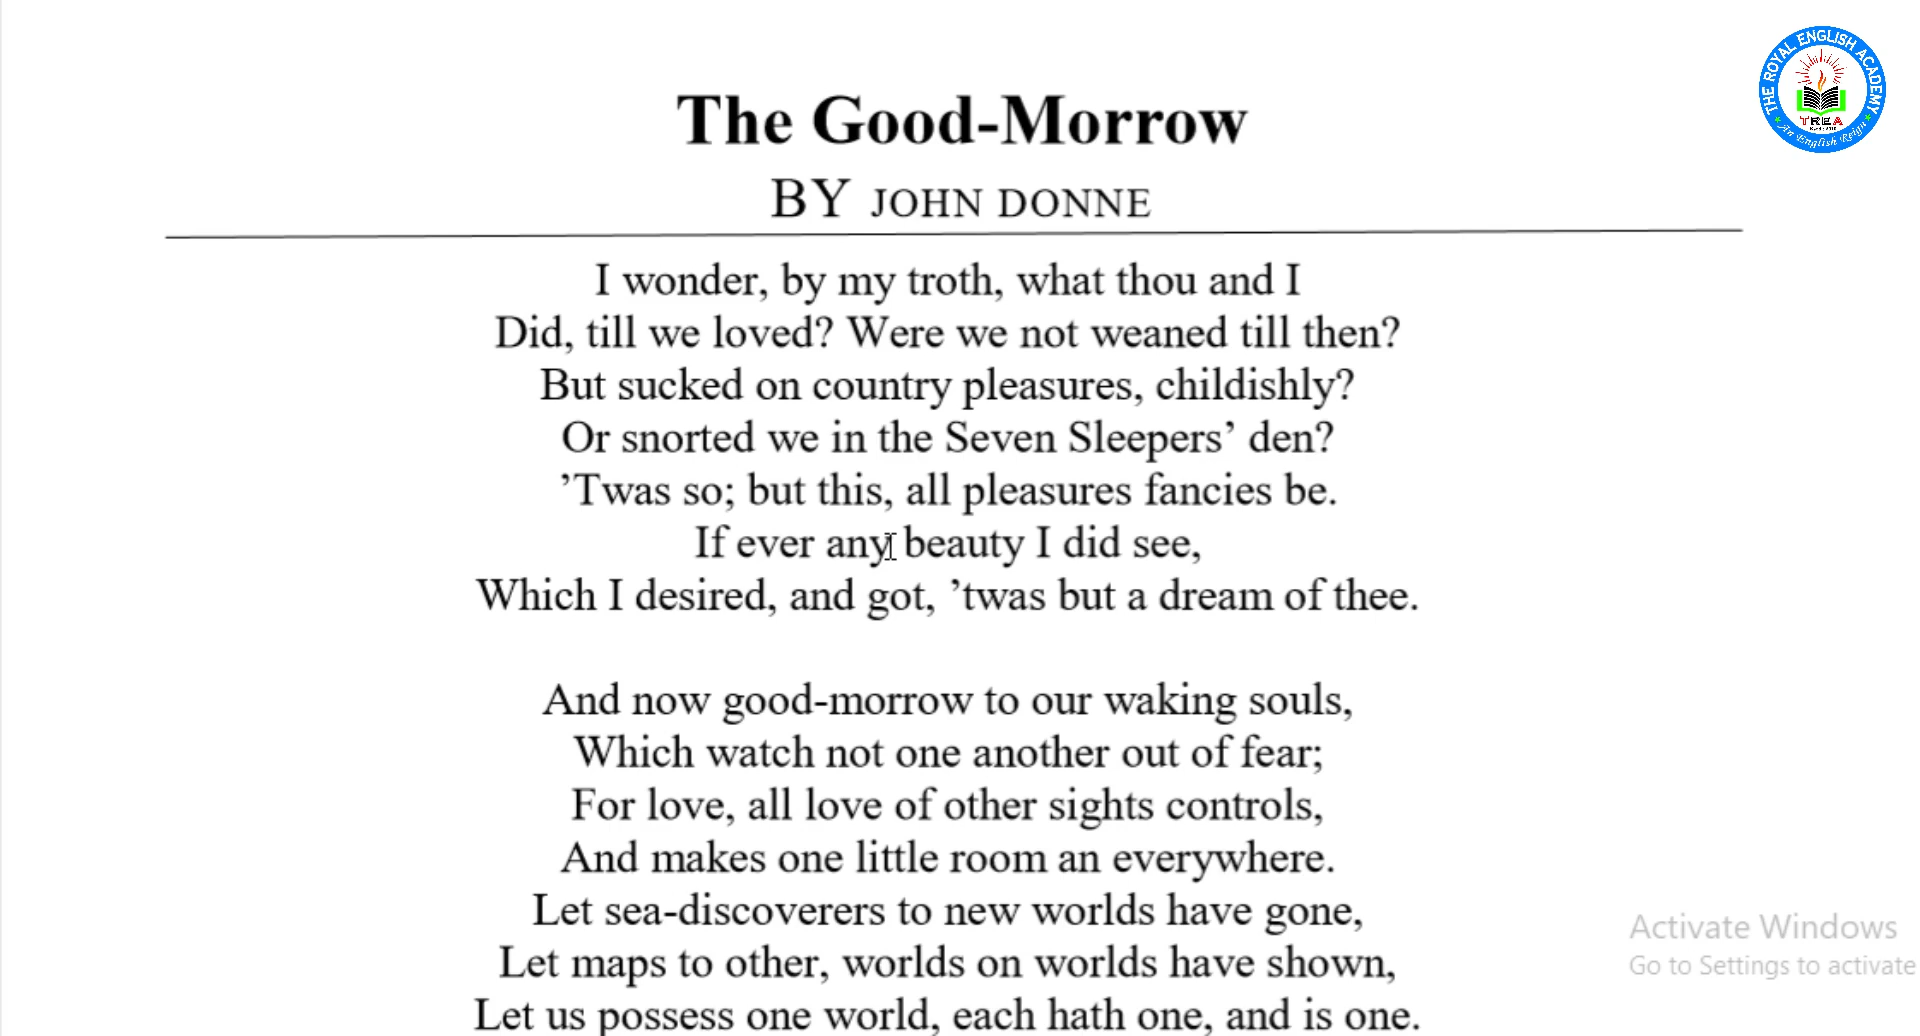 The Good-Morrow
BY JOHN DONNE
I wonder, by my troth, what thou and I
Did, till we loved? Were we not weaned till then?
But sucked on country pleasures, childishly?
Or snorted we in the Seven Sleepers’ den?
’Twas so; but this, all pleasures fancies be.
If ever any beauty I did see,
Which I desired, and got, ’twas but a dream of thee.
And now good-morrow to our waking souls,
Which watch not one another out of fear;
For love, all love of other sights controls,
And makes one little room an everywhere.
Let sea-discoverers to new worlds have gone,
Let maps to other, worlds on worlds have shown,
Let us possess one world, each hath one, and is one.
THE ROYAL ENGLISH ACADEMY
TREA
An English Reign
Activate Windows
Go to Settings to activate